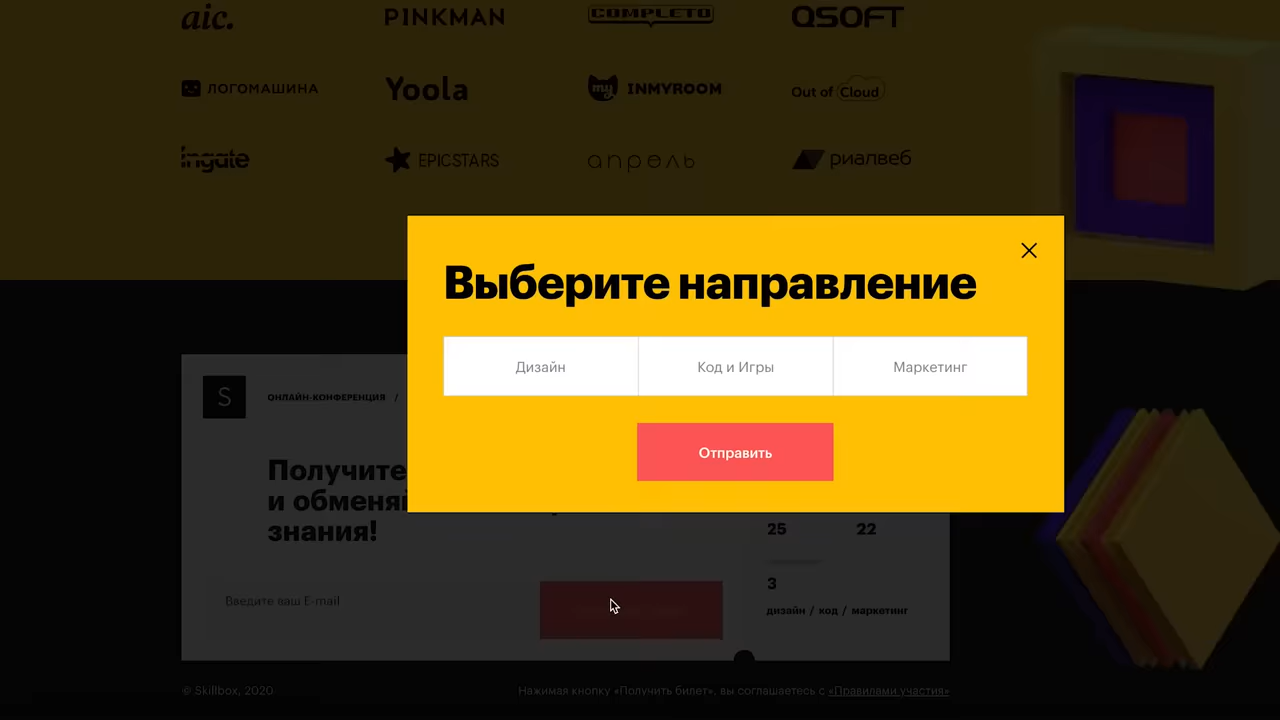 aic.
PINKMAN
COMPLETO
QSOFT
ЛОГОМАШИНА
Yoola
my INMYROOM
Out of Cloud
ingate
EPICSTARS
апрель
риалвеб
Выберите направление
Дизайн
Код и Игры
Маркетинг
Отправить
S
ОНЛАЙН-КОНФЕРЕНЦИЯ /
Получите
и обменяй
знания!
25
22
3
дизайн / код / маркетинг
Введите ваш E-mail
© Skillbox, 2020
Нажимая кнопку «Получить билет», вы соглашаетесь с «Правилами участия»